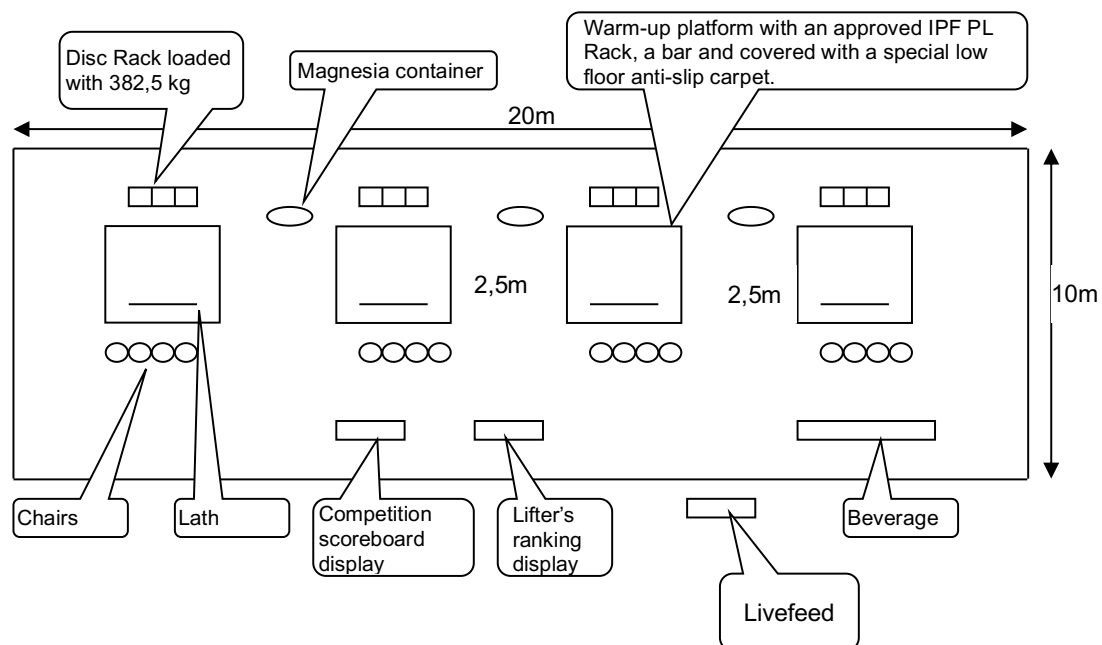 Disc Rack loaded
with 382,5 kg
Magnesia container
Warm-up platform with an approved IPF PL
Rack, a bar and covered with a special low
floor anti-slip carpet.
20m
2,5m
2,5m
10m
Chairs
Lath
Competition
scoreboard
display
Lifter's
ranking
display
Beverage
Livefeed